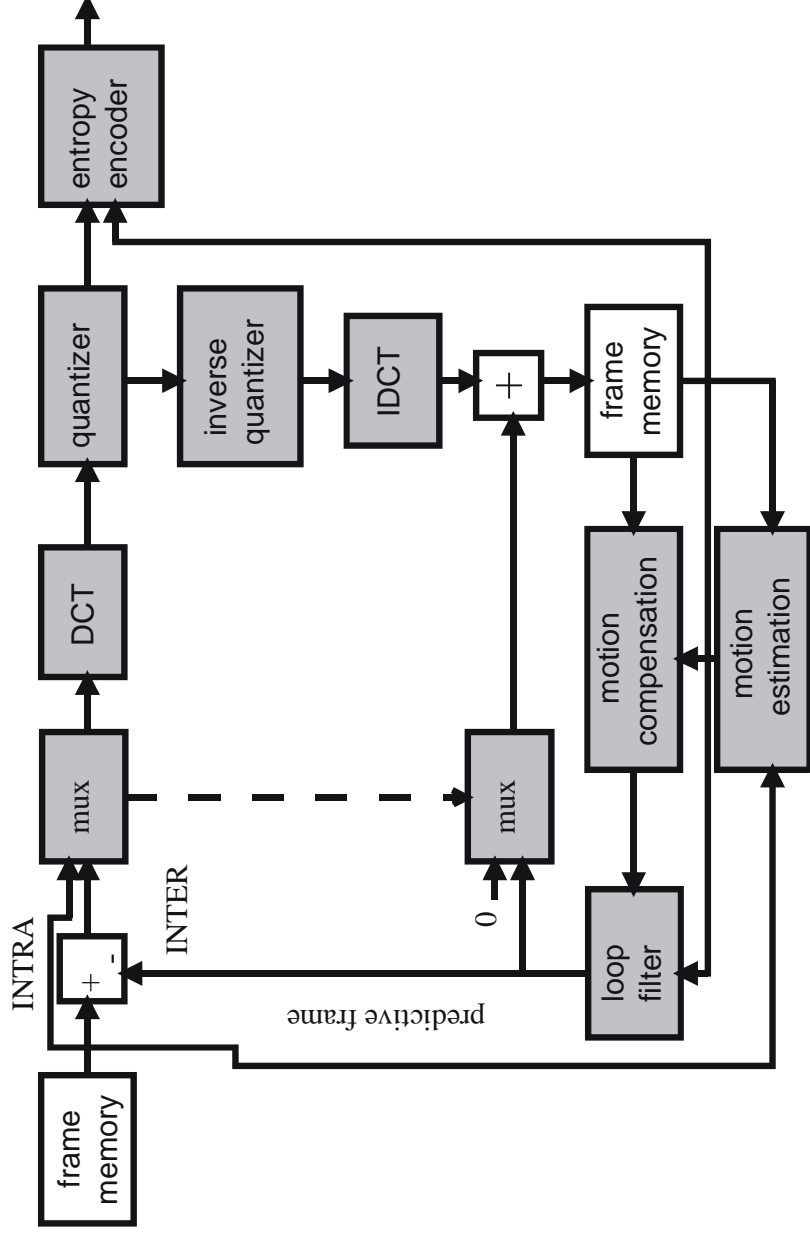 INTRA
frame
memory
+
-
INTER
mux
DCT
quantizer
entropy
encoder
inverse
quantizer
IDCT
+
predictive frame
0
mux
frame
memory
loop
filter
motion
compensation
motion
estimation